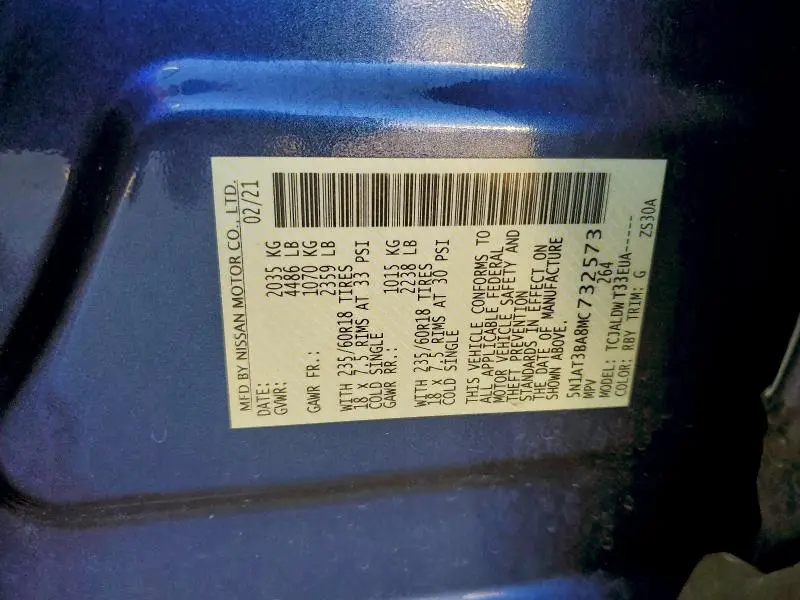 MFD BY NISSAN MOTOR CO., LTD.
DATE: 02/21
GVWR: 2035 KG
4486 LB
GAWR FR.: 1070 KG
2359 LB
WITH 235/60R18 TIRES
18 X 7.5 RIMS AT 33 PSI
COLD SINGLE
GAWR RR.: 1015 KG
2238 LB
WITH 235/60R18 TIRES
18 X 7.5 RIMS AT 30 PSI
COLD SINGLE
THIS VEHICLE CONFORMS TO
ALL APPLICABLE FEDERAL
MOTOR VEHICLE SAFETY AND
THEFT PREVENTION
STANDARDS IN EFFECT ON
THE DATE OF MANUFACTURE
SHOWN ABOVE.
5N1AT3BA8MC732573
MPV 264
MODEL: TCJALDWT33EUA-----
COLOR: RBY TRIM: G ZS30A